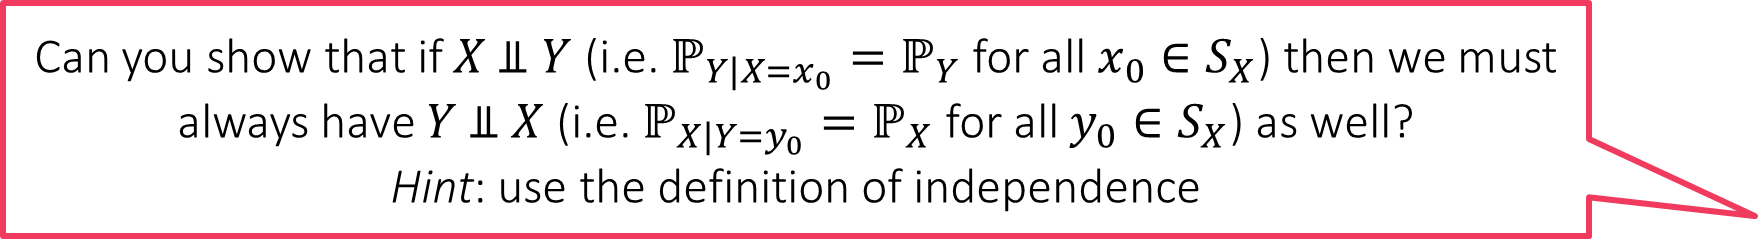 Can you show that if X ⫫ Y (i.e. ℙ_{Y|X=x₀} = ℙ_Y for all x₀ ∈ S_X) then we must
always have Y ⫫ X (i.e. ℙ_{X|Y=y₀} = ℙ_X for all y₀ ∈ S_X) as well?
Hint: use the definition of independence